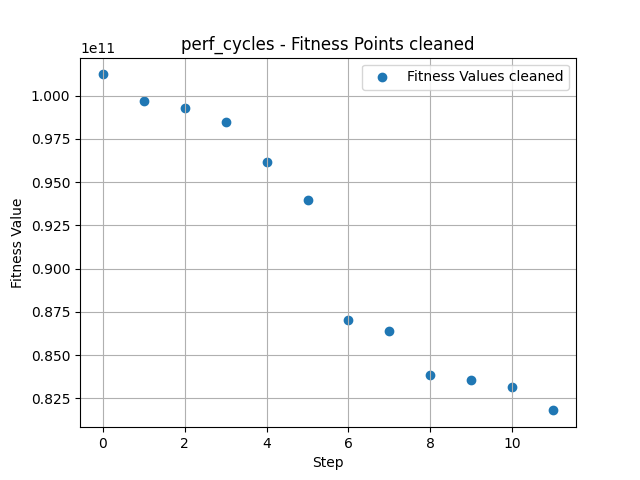 perf_cycles - Fitness Points cleaned
1e11
Fitness Values cleaned
1.000
0.975
0.950
0.925
0.900
0.875
0.850
0.825
Fitness Value
0 2 4 6 8 10
Step